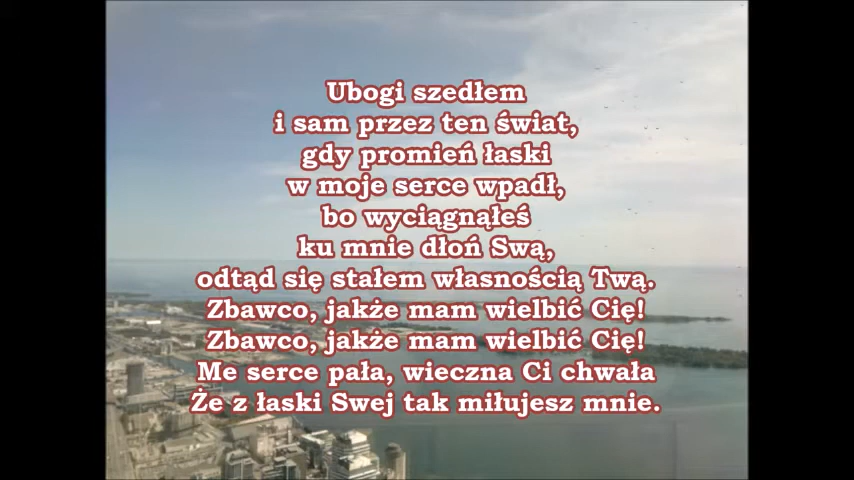 Ubogi szedłem
i sam przez ten świat,
gdy promień łaski
w moje serce wpadł,
bo wyciągnąłeś
ku mnie dłoń Swą,
odtąd się stałem własnością Twą.
Zbawco, jakże mam wielbić Cię!
Zbawco, jakże mam wielbić Cię!
Me serce pała, wieczna Ci chwała
Że z łaski Swej tak miłujesz mnie.